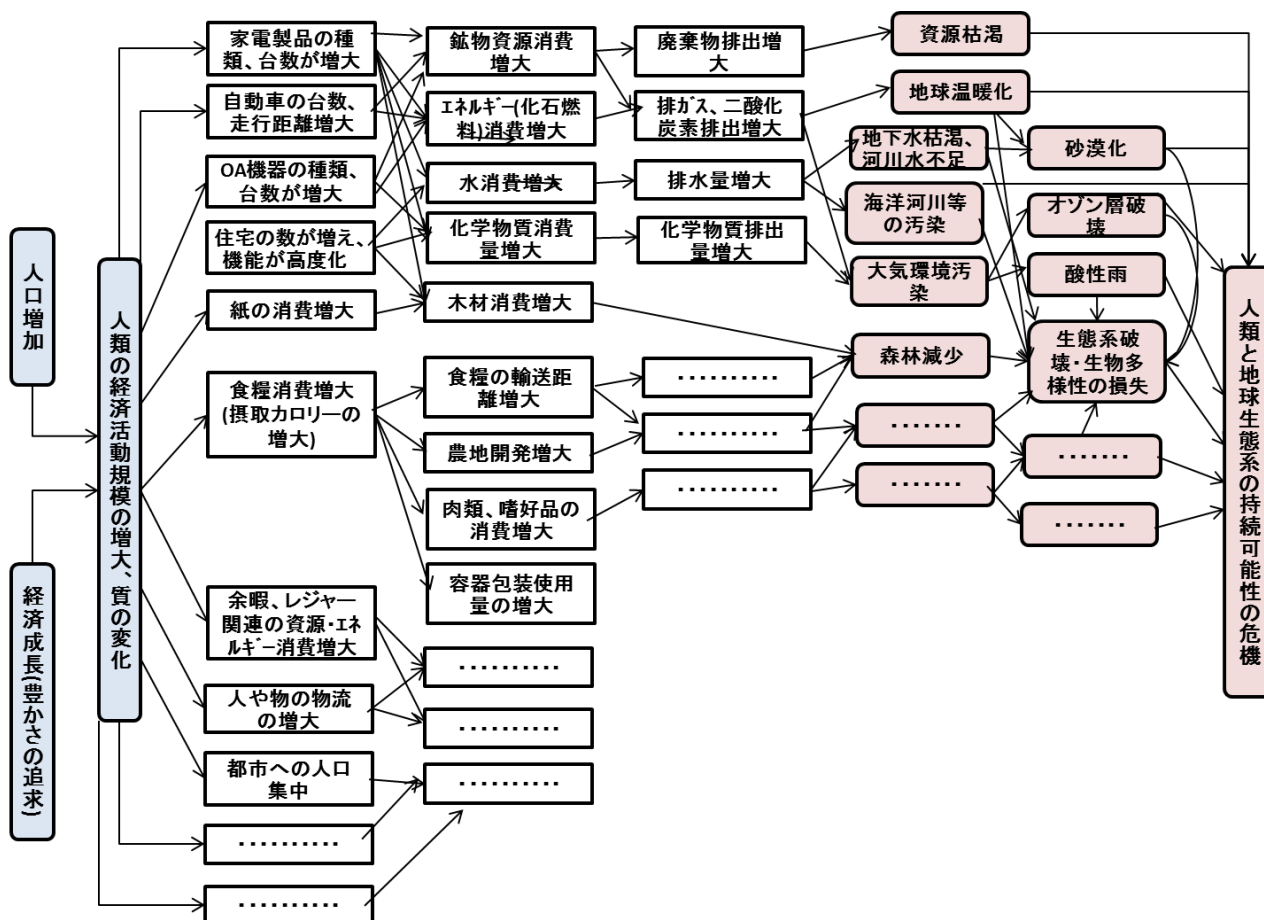 人口増加
経済成長(豊かさの追求)
人類の経済活動規模の増大、質の変化
家電製品の種
類、台数が増大
自動車の台数、
走行距離増大
OA機器の種類、
台数が増大
住宅の数が増え、
機能が高度化
紙の消費増大
食糧消費増大
(摂取カロリーの
増大)
余暇、レジャー
関連の資源・エネ
ルギー消費増大
人や物の物流
の増大
都市への人口
集中
・・・・・・・・・・
・・・・・・・・・・
鉱物資源消費
増大
エネルギー(化石燃
料)消費増大
水消費増大
化学物質消費
量増大
木材消費増大
食糧の輸送距
離増大
農地開発増大
肉類、嗜好品の
消費増大
容器包装使用
量の増大
・・・・・・・・・・
・・・・・・・・・・
・・・・・・・・・・
廃棄物排出増
大
排ガス、二酸化
炭素排出増大
排水量増大
化学物質排出
量増大
・・・・・・・・・・
・・・・・・・・・・
・・・・・・・・・・
資源枯渇
地球温暖化
地下水枯渇、
河川水不足
海洋河川等
の汚染
大気環境汚
染
森林減少
・・・・・・・
・・・・・・・
砂漠化
オゾン層破
壊
酸性雨
生態系破
壊・生物多
様性の損失
・・・・・・・
・・・・・・・
人類と地球生態系の持続可能性の危機